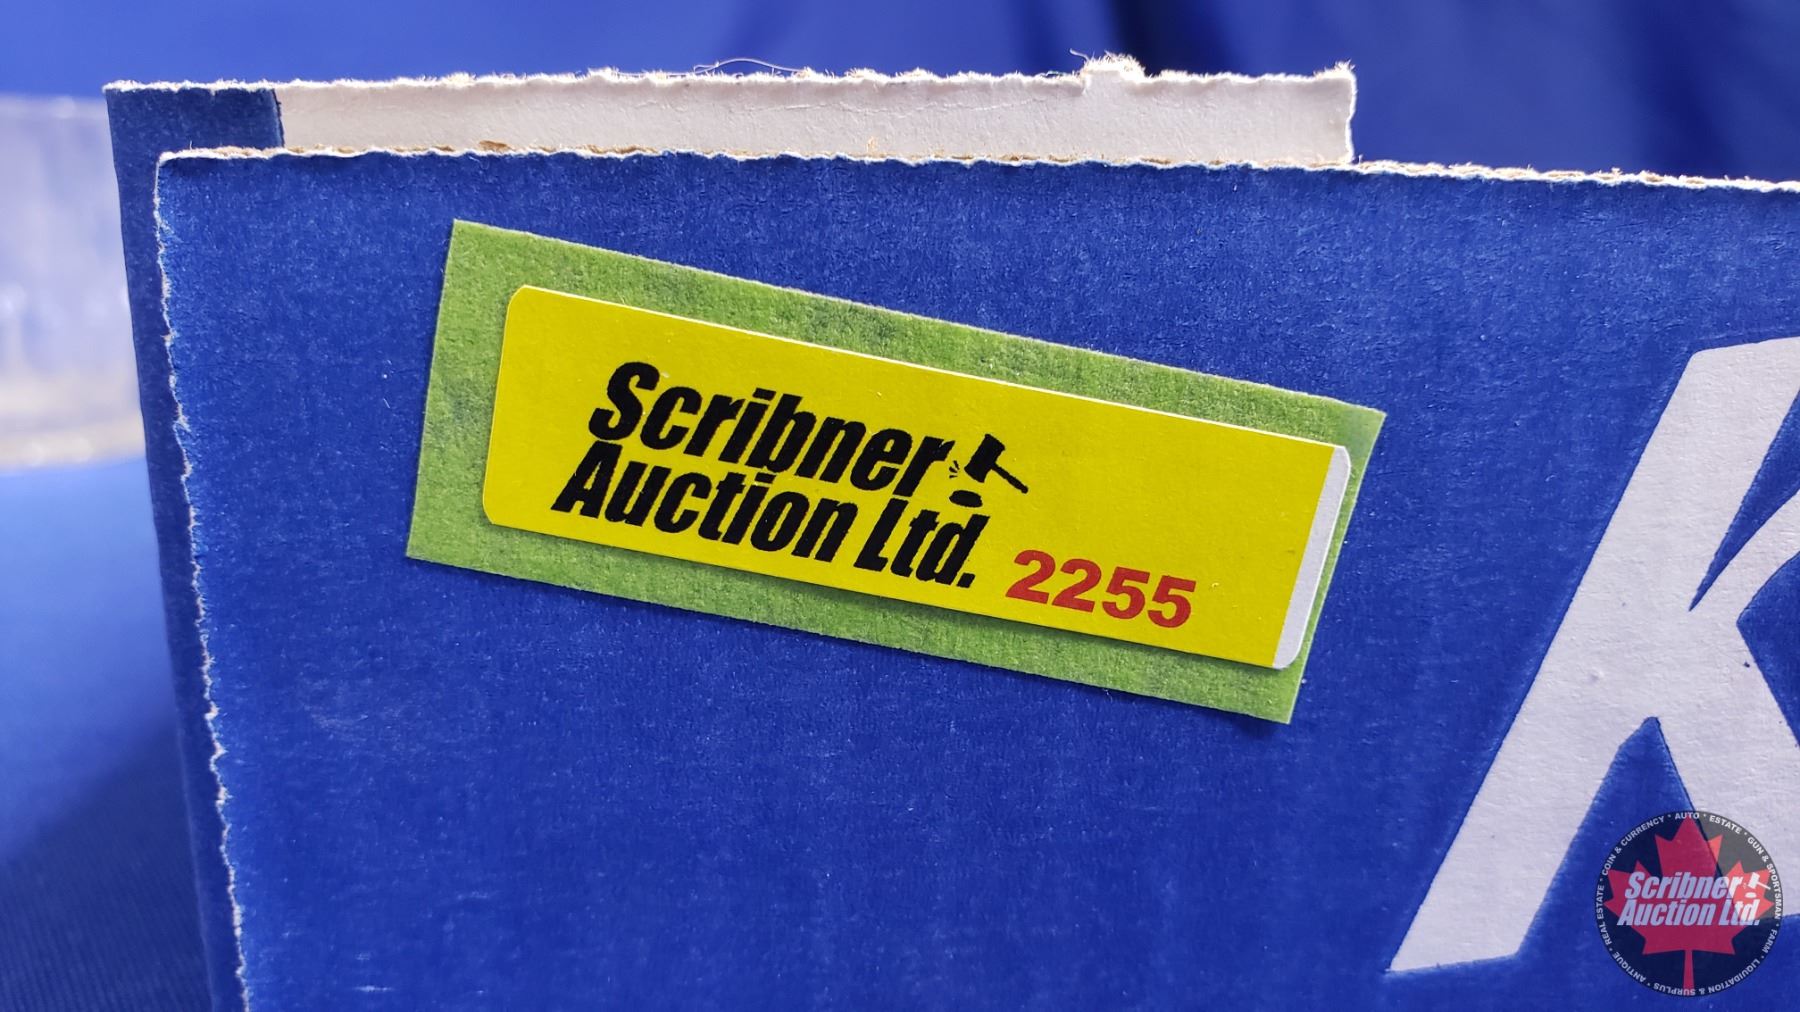 Scribner
Auction Ltd.
2255
K
COIN & CURRENCY • AUTO • ESTATE • GUN & SPORTSMAN • FARM • LIQUIDATION & SURPLUS • ANTIQUE • REAL ESTATE •
Scribner
Auction Ltd.